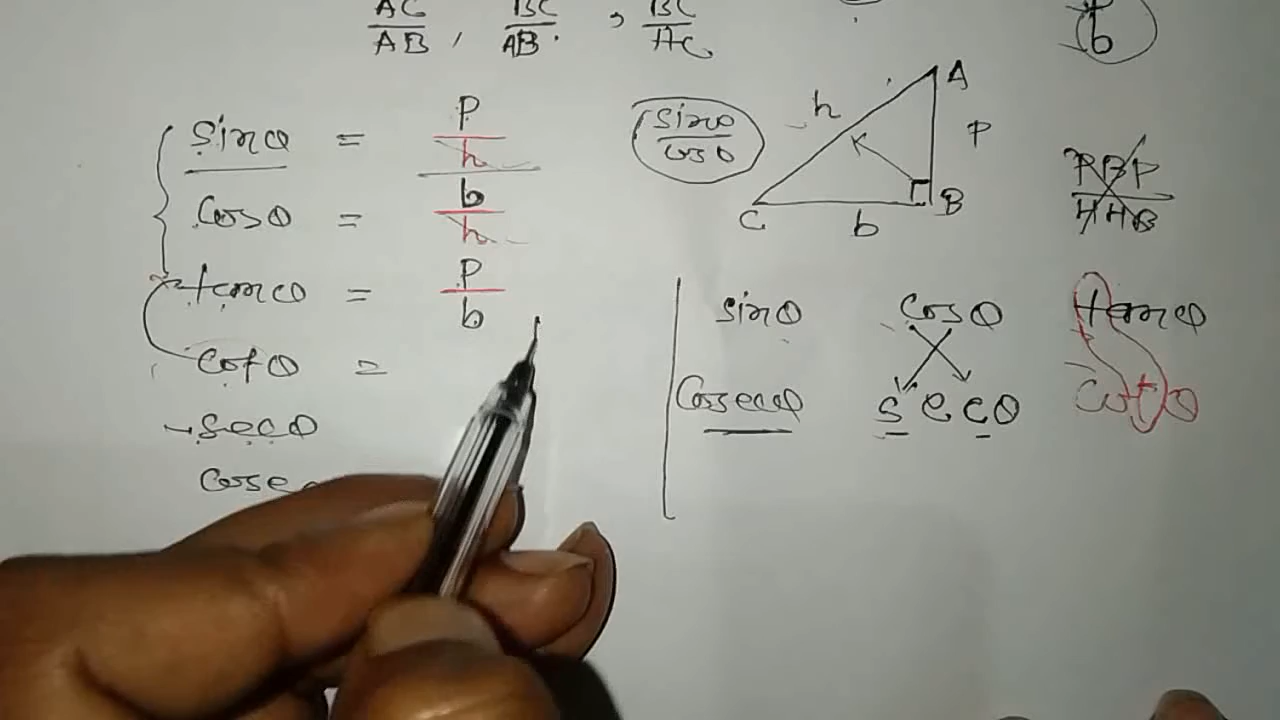 AC/AB, BC/AB, BC/AC
b
sinθ = P/h
cosθ = b/h
tanθ = P/b
cotθ =
secθ
Cose
sinθ/cosθ
A
h
P
C
b
B
PBP/HHB
sinθ cosθ tanθ
Cosecθ secθ cotθ